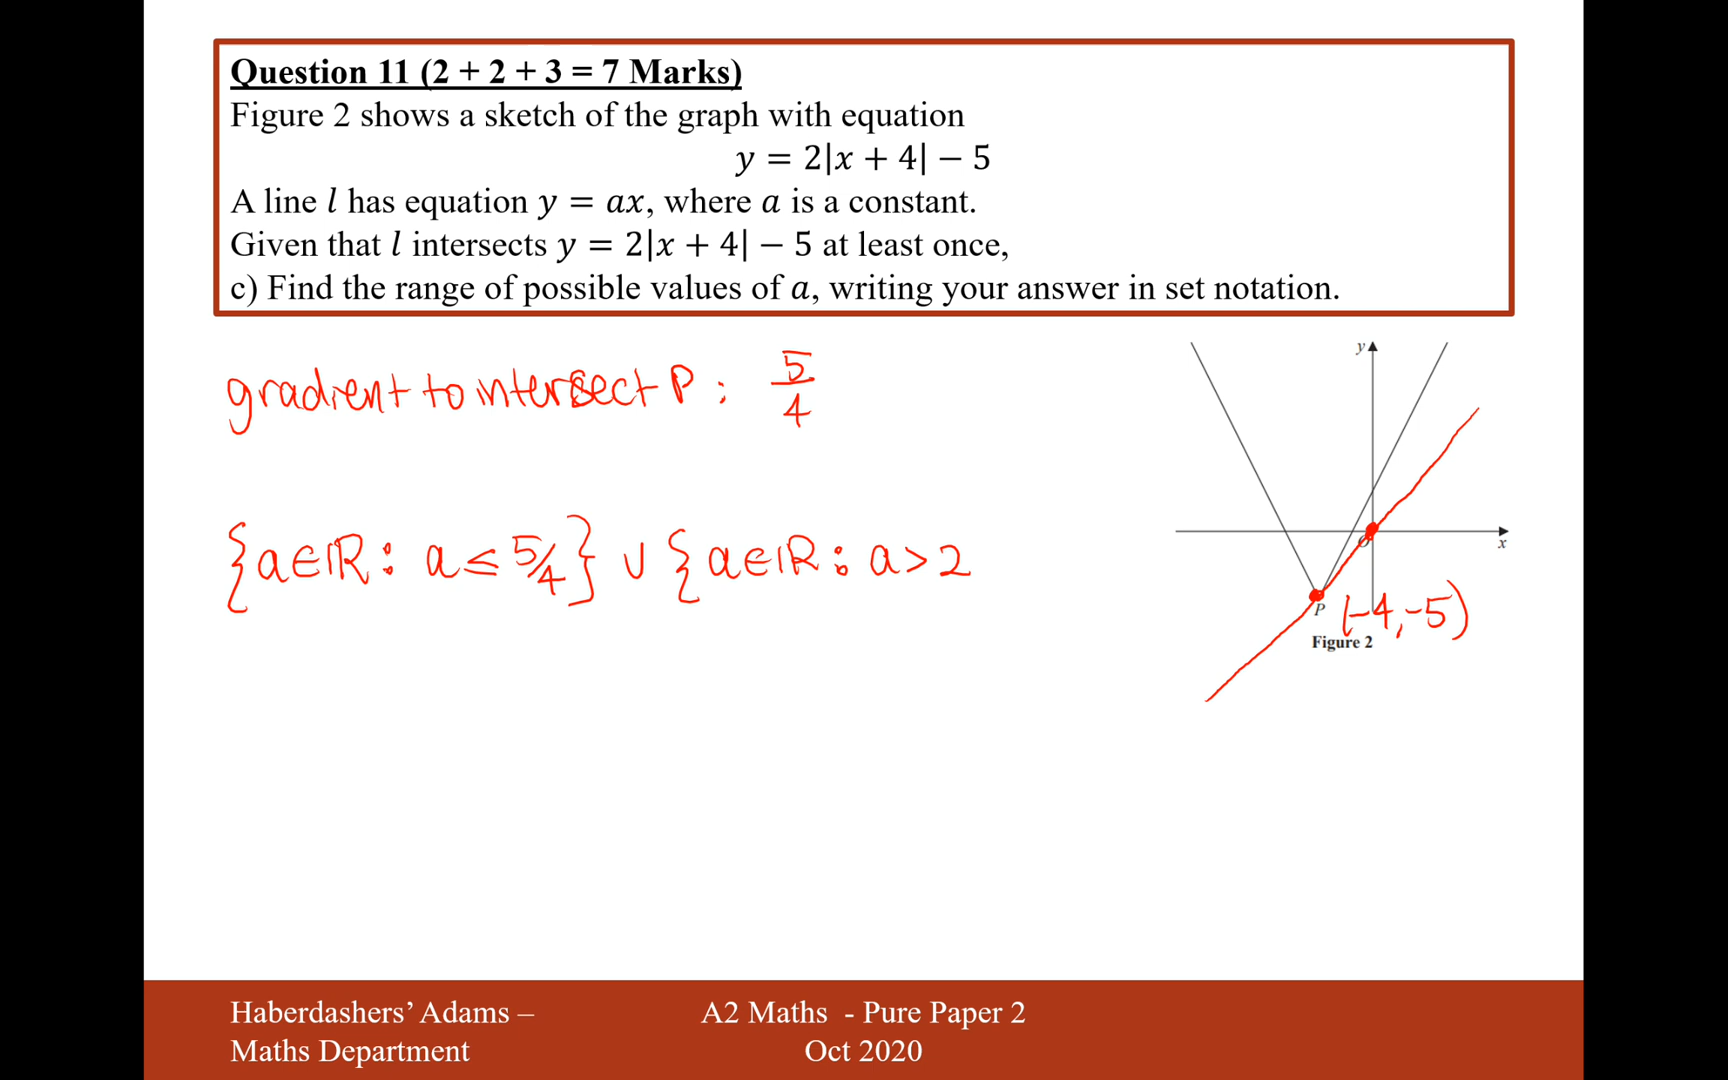 Question 11 (2 + 2 + 3 = 7 Marks)
Figure 2 shows a sketch of the graph with equation
y = 2|x + 4| − 5
A line l has equation y = ax, where a is a constant.
Given that l intersects y = 2|x + 4| − 5 at least once,
c) Find the range of possible values of a, writing your answer in set notation.
gradient to intersect P : 5/4
{a∈ℝ : a ≤ 5/4} ∪ {a∈ℝ : a > 2
y
x
O
P (-4,-5)
Figure 2
Haberdashers’ Adams –
Maths Department
A2 Maths - Pure Paper 2
Oct 2020